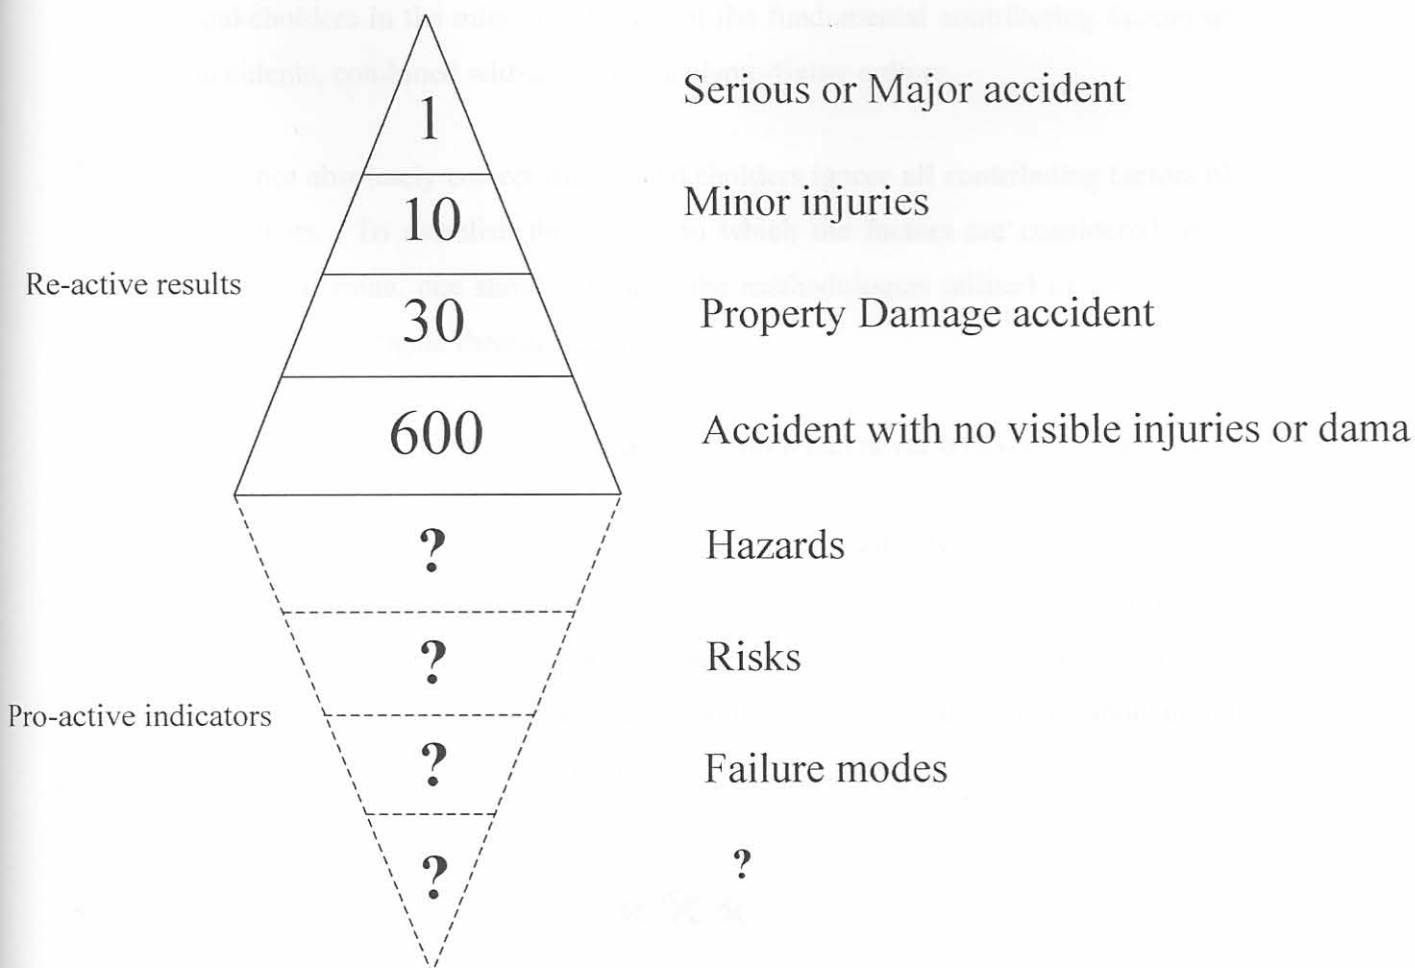 1
Serious or Major accident
10
Minor injuries
Re-active results
30
Property Damage accident
600
Accident with no visible injuries or dama
?
Hazards
?
Risks
Pro-active indicators
?
Failure modes
?
?